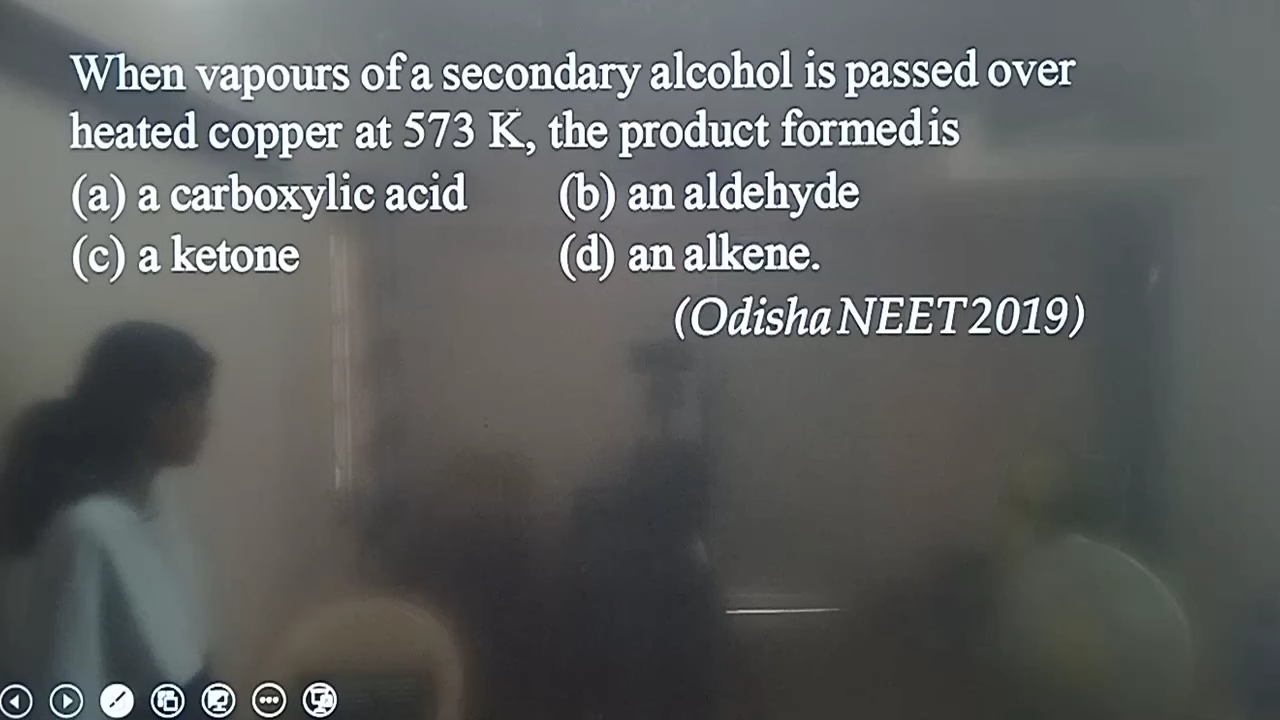 When vapours of a secondary alcohol is passed over
heated copper at 573 K, the product formed is
(a) a carboxylic acid (b) an aldehyde
(c) a ketone (d) an alkene.
(Odisha NEET 2019)